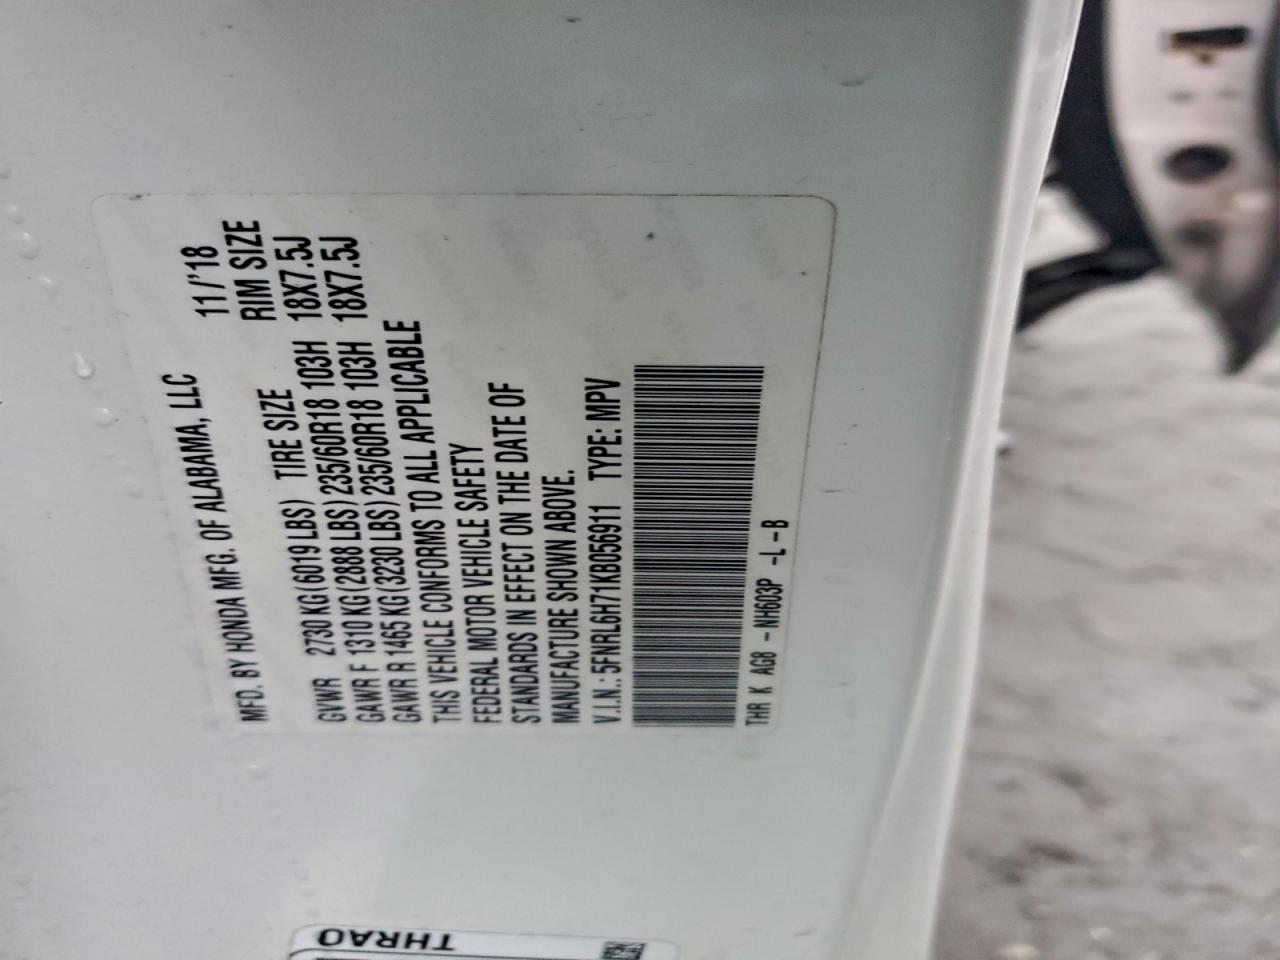 MFD. BY HONDA MFG. OF ALABAMA, LLC 11/'18
TIRE SIZE RIM SIZE
GVWR 2730 KG (6019 LBS)
GAWR F 1310 KG (2888 LBS) 235/60R18 103H 18X7.5J
GAWR R 1465 KG (3230 LBS) 235/60R18 103H 18X7.5J
THIS VEHICLE CONFORMS TO ALL APPLICABLE
FEDERAL MOTOR VEHICLE SAFETY
STANDARDS IN EFFECT ON THE DATE OF
MANUFACTURE SHOWN ABOVE.
V.I.N.: 5FNRL6H71KB056911 TYPE: MPV
THR K AG8 - NH603P -L -B
THRAO